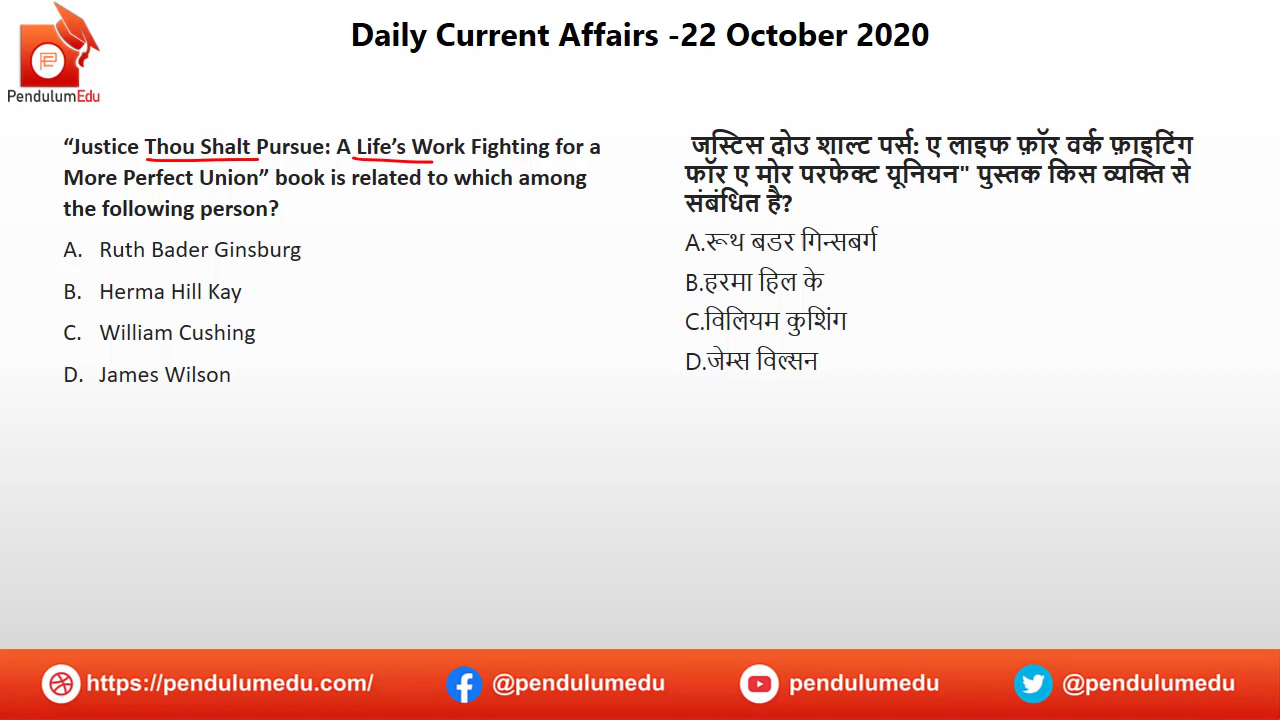 Daily Current Affairs -22 October 2020
PE
PendulumEdu
“Justice Thou Shalt Pursue: A Life’s Work Fighting for a
More Perfect Union” book is related to which among
the following person?
A. Ruth Bader Ginsburg
B. Herma Hill Kay
C. William Cushing
D. James Wilson
जस्टिस दोउ शाल्ट पर्स: ए लाइफ फ़ॉर वर्क फ़ाइटिंग
फॉर ए मोर परफेक्ट यूनियन" पुस्तक किस व्यक्ति से
संबंधित है?
A.रूथ बडर गिन्सबर्ग
B.हरमा हिल के
C.विलियम कुशिंग
D.जेम्स विल्सन
https://pendulumedu.com/
@pendulumedu
pendulumedu
@pendulumedu